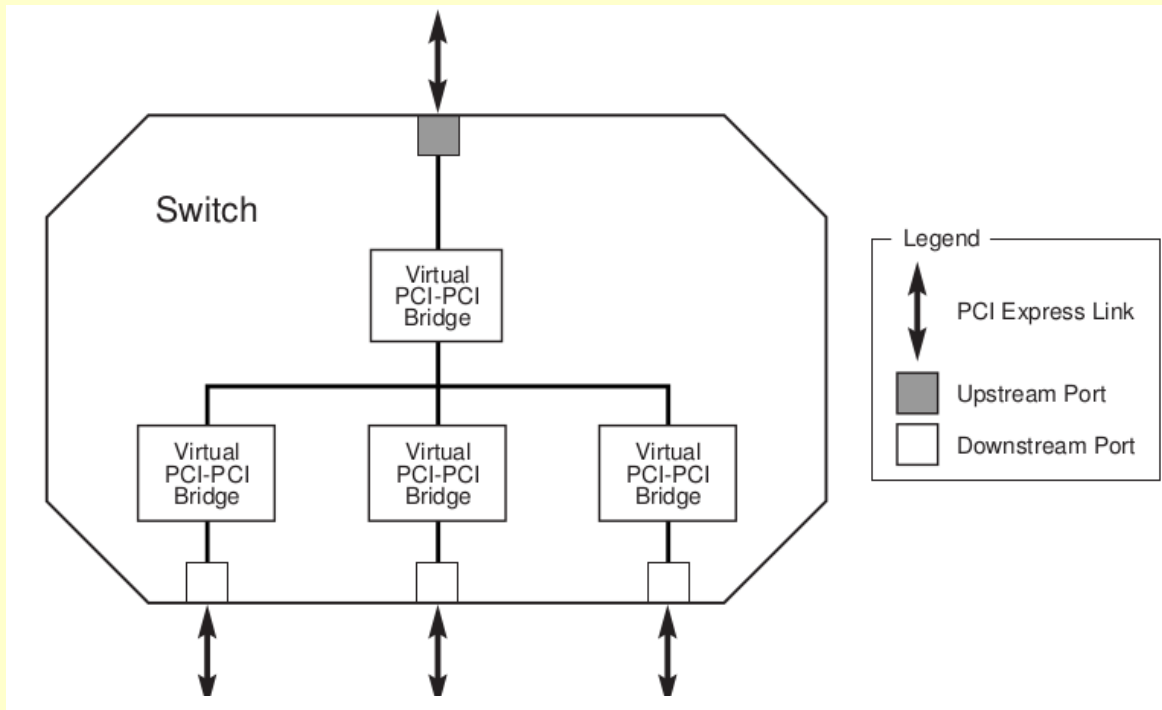 Switch
Virtual
PCI-PCI
Bridge
Virtual
PCI-PCI
Bridge
Virtual
PCI-PCI
Bridge
Virtual
PCI-PCI
Bridge
Legend
PCI Express Link
Upstream Port
Downstream Port